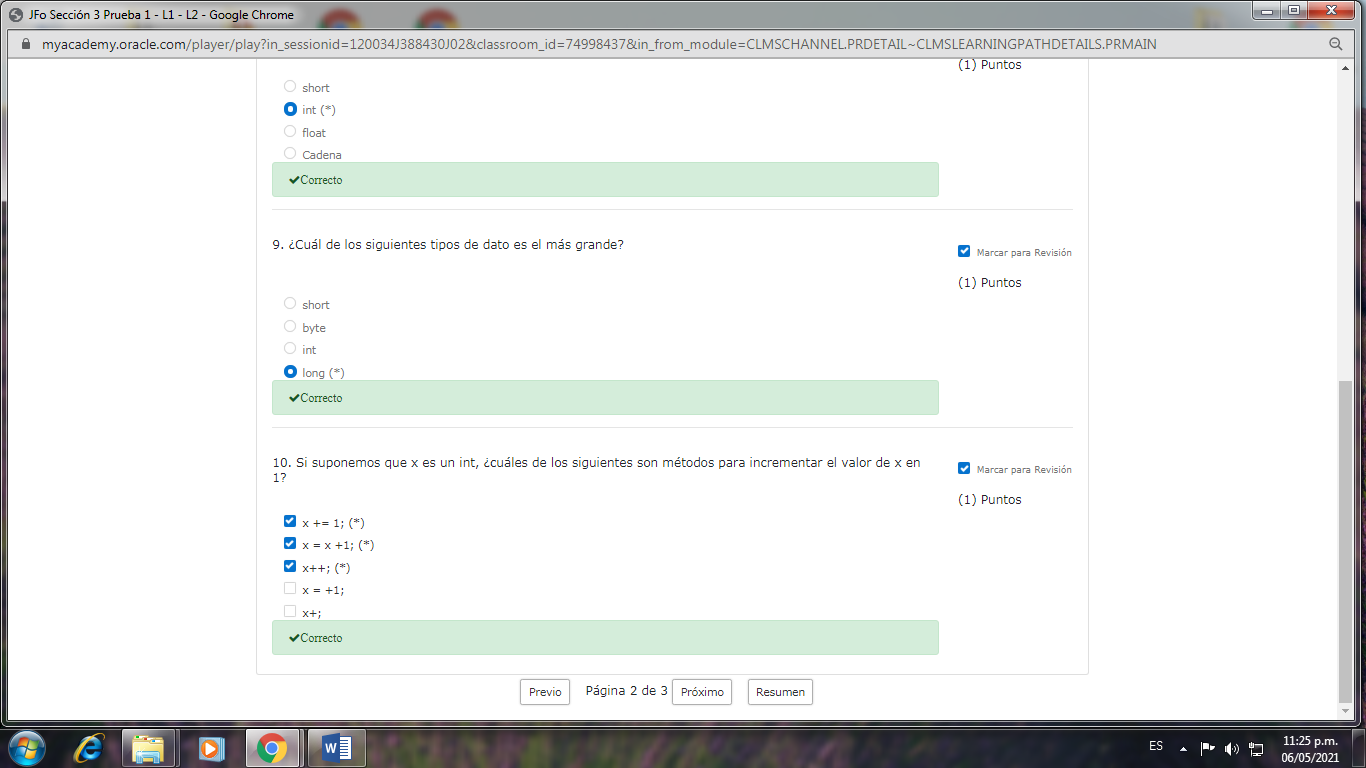 JFo Sección 3 Prueba 1 - L1 - L2 - Google Chrome
myacademy.oracle.com/player/play?in_sessionid=120034J388430J02&classroom_id=74998437&in_from_module=CLMSCHANNEL.PRDETAIL~CLMSLEARNINGPATHDETAILS.PRMAIN
(1) Puntos
short
int (*)
float
Cadena
✔Correcto
9. ¿Cuál de los siguientes tipos de dato es el más grande?
Marcar para Revisión
(1) Puntos
short
byte
int
long (*)
✔Correcto
10. Si suponemos que x es un int, ¿cuáles de los siguientes son métodos para incrementar el valor de x en
1?
Marcar para Revisión
(1) Puntos
x += 1; (*)
x = x +1; (*)
x++; (*)
x = +1;
x+;
✔Correcto
Previo Página 2 de 3 Próximo Resumen
ES 11:25 p.m.
06/05/2021